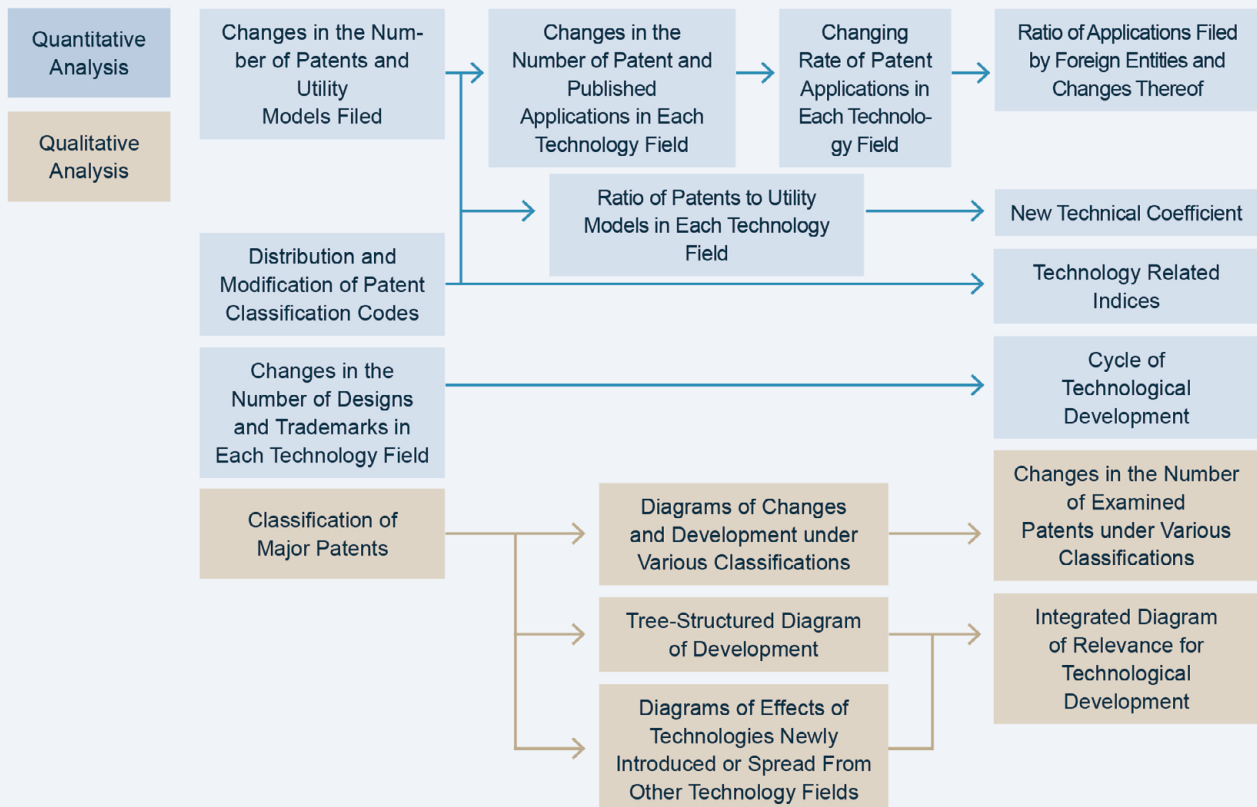 Quantitative
Analysis
Qualitative
Analysis
Changes in the Num-
ber of Patents and
Utility
Models Filed
Changes in the
Number of Patent and
Published
Applications in Each
Technology Field
Changing
Rate of Patent
Applications in
Each Technolo-
gy Field
Ratio of Applications Filed
by Foreign Entities and
Changes Thereof
Ratio of Patents to Utility
Models in Each Technology
Field
New Technical Coefficient
Distribution and
Modification of Patent
Classification Codes
Technology Related
Indices
Changes in the
Number of Designs
and Trademarks in
Each Technology Field
Cycle of
Technological
Development
Classification of
Major Patents
Diagrams of Changes
and Development under
Various Classifications
Changes in the Number
of Examined
Patents under Various
Classifications
Tree-Structured Diagram
of Development
Integrated Diagram
of Relevance for
Technological
Development
Diagrams of Effects of
Technologies Newly
Introduced or Spread From
Other Technology Fields